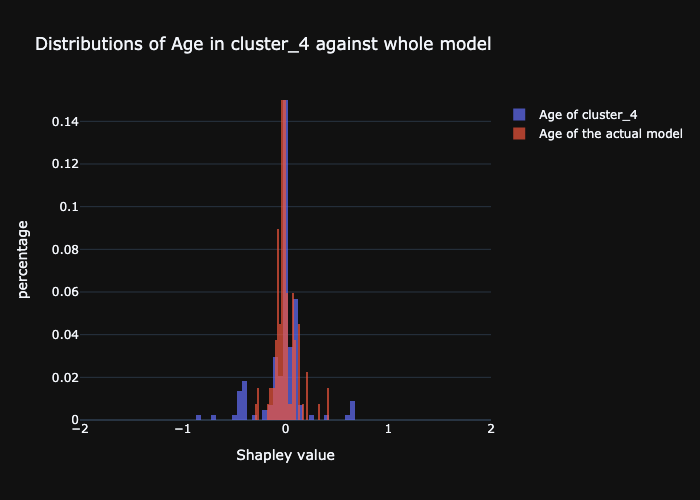 Distributions of Age in cluster_4 against whole model
Age of cluster_4
Age of the actual model
percentage
0.14
0.12
0.1
0.08
0.06
0.04
0.02
0
−2
−1
0
1
2
Shapley value